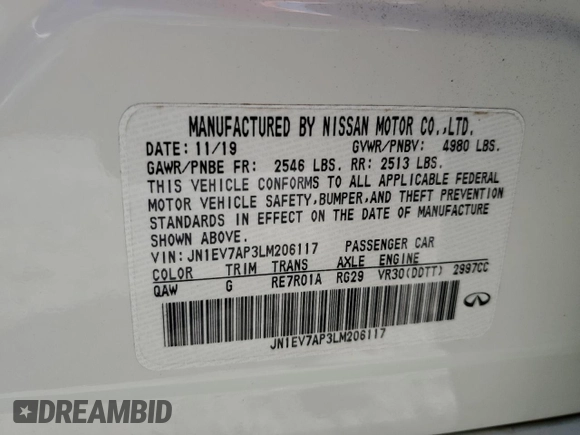 MANUFACTURED BY NISSAN MOTOR CO.,LTD.
DATE: 11/19 GVWR/PNBV: 4980 LBS.
GAWR/PNBE FR: 2546 LBS. RR: 2513 LBS.
THIS VEHICLE CONFORMS TO ALL APPLICABLE FEDERAL
MOTOR VEHICLE SAFETY,BUMPER,AND THEFT PREVENTION
STANDARDS IN EFFECT ON THE DATE OF MANUFACTURE
SHOWN ABOVE.
VIN: JN1EV7AP3LM206117 PASSENGER CAR
COLOR TRIM TRANS AXLE ENGINE
QAW G RE7R01A RG29 VR30(DDTT) 2997CC
JN1EV7AP3LM206117
DREAMBID